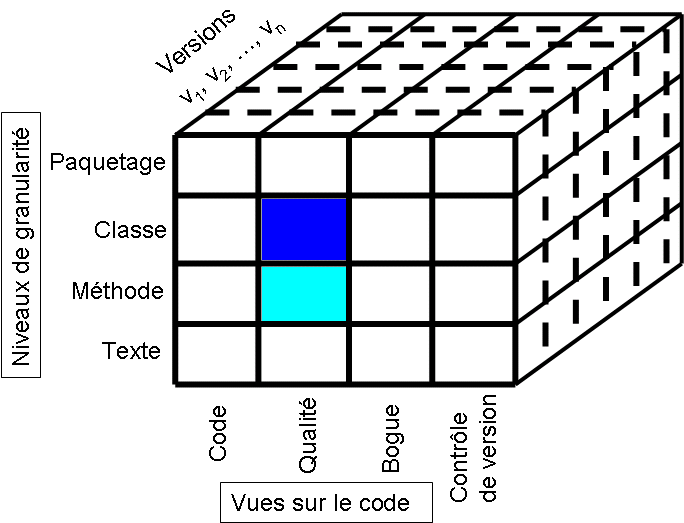 Versions
v1, v2, ..., vn
Niveaux de granularité
Paquetage
Classe
Méthode
Texte
Code
Qualité
Bogue
Contrôle
de version
Vues sur le code